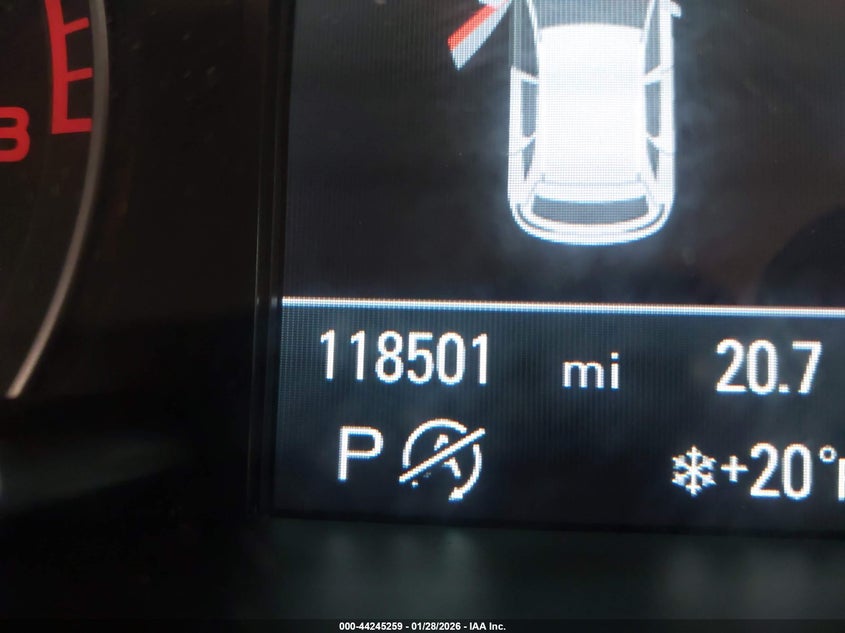 118501 mi 20.7
P A
+20°
000-44245259 - 01/28/2026 - IAA Inc.